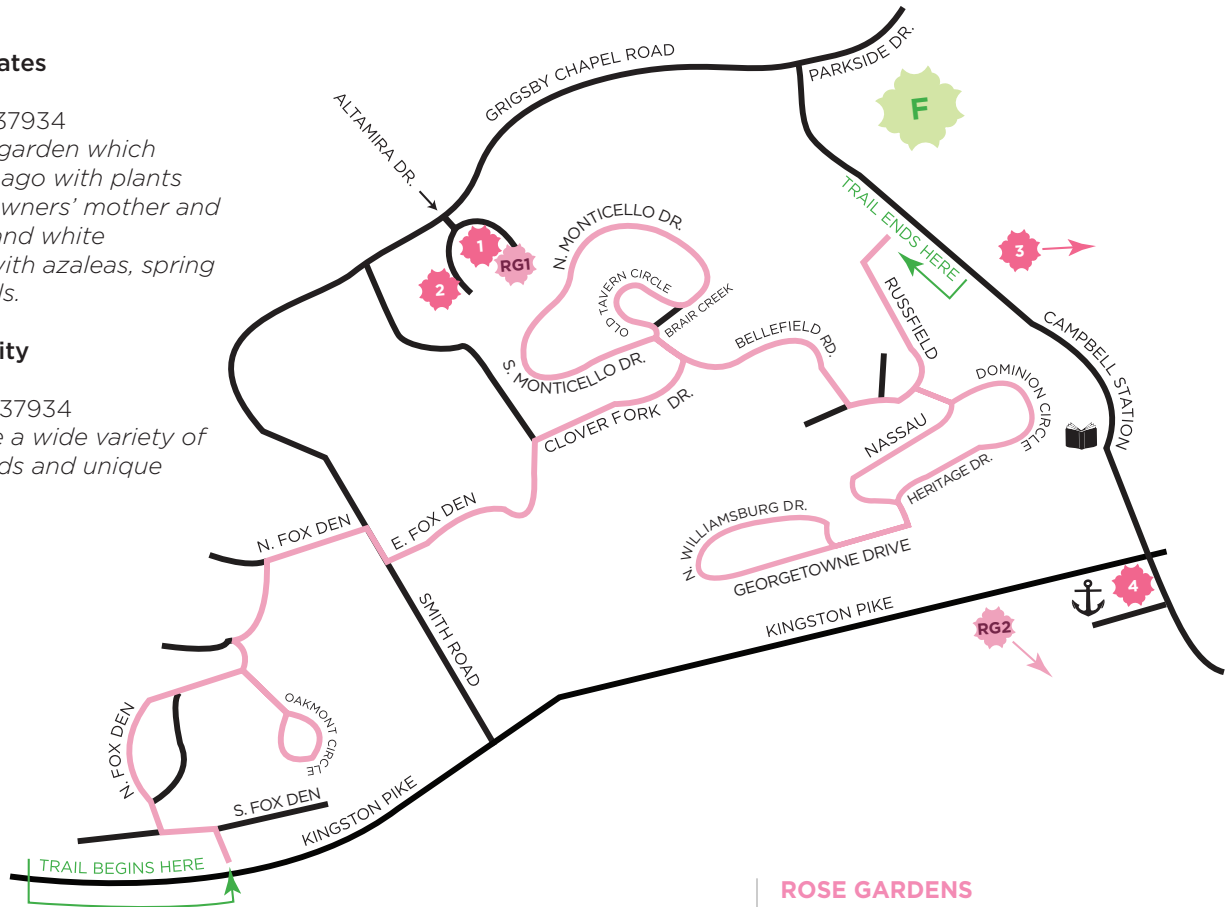 ates
37934
garden which
ago with plants
wners’ mother and
and white
with azaleas, spring
ls.
ity
37934
e a wide variety of
ds and unique
GRIGSBY CHAPEL ROAD
PARKSIDE DR.
F
ALTAMIRA DR.
1
RG1
2
N. MONTICELLO DR.
OLD TAVERN CIRCLE
BRAIR CREEK
S. MONTICELLO DR.
TRAIL ENDS HERE
3
RUSSFIELD
BELLEFIELD RD.
CAMPBELL STATION
DOMINION CIRCLE
CLOVER FORK DR.
NASSAU
HERITAGE DR.
N. FOX DEN
E. FOX DEN
N. WILLIAMSBURG DR.
GEORGETOWNE DRIVE
KINGSTON PIKE
4
RG2
SMITH ROAD
OAKMONT CIRCLE
N. FOX DEN
S. FOX DEN
KINGSTON PIKE
TRAIL BEGINS HERE
ROSE GARDENS